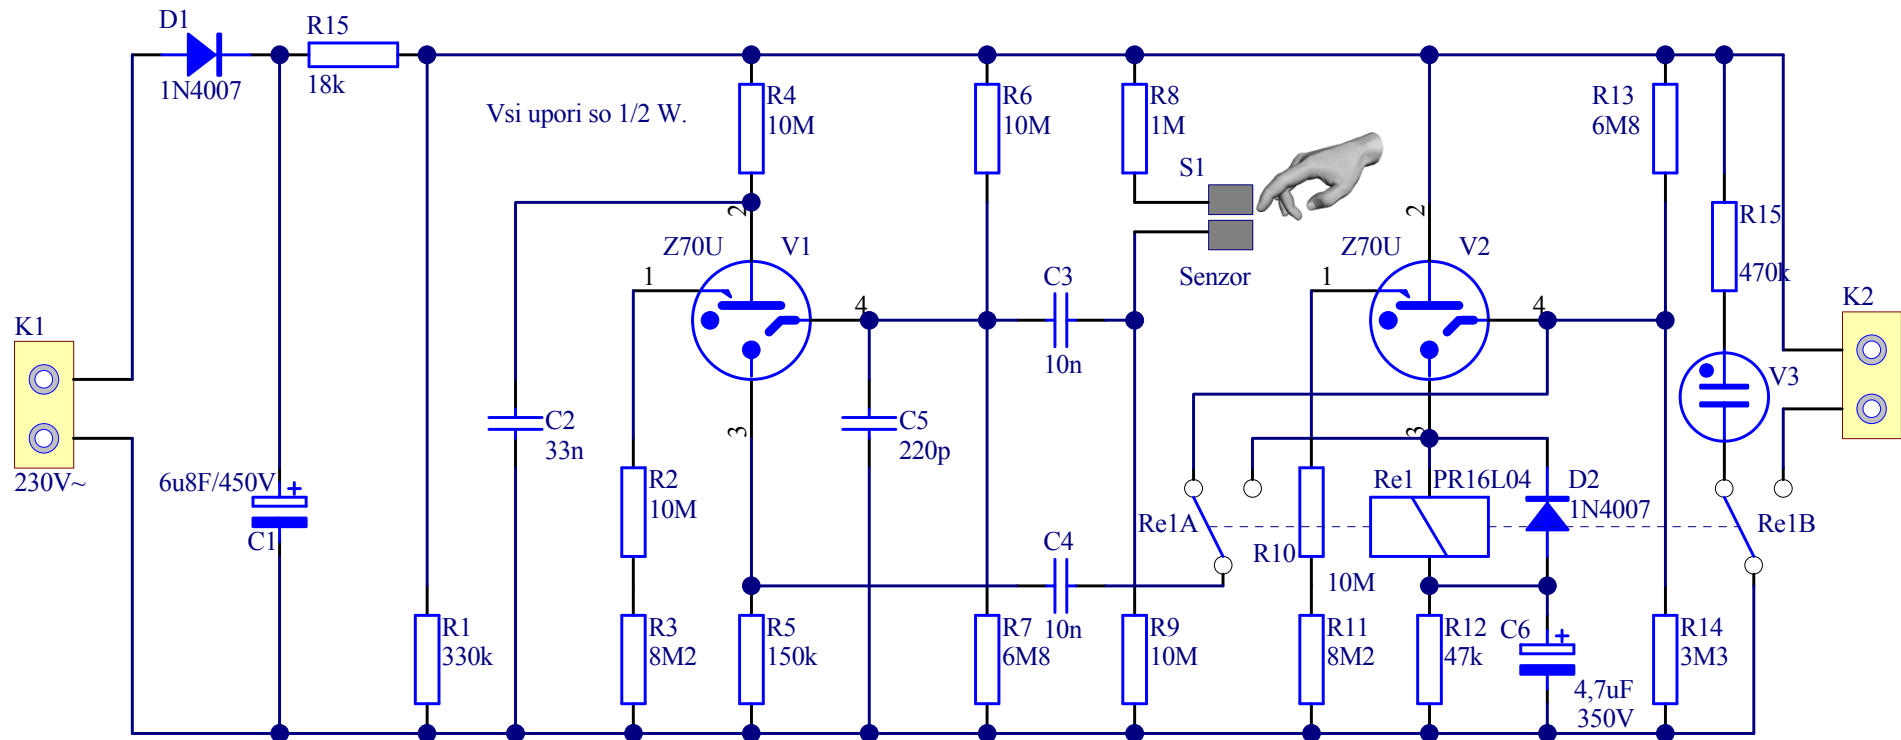 D1
1N4007
R15
18k
Vsi upori so 1/2 W.
R4
10M
R6
10M
R8
1M
S1
Senzor
R13
6M8
R15
470k
K1
230V~
6u8F/450V
+
C1
R1
330k
C2
33n
Z70U
V1
1
2
3
4
R2
10M
R3
8M2
R5
150k
C5
220p
C3
10n
C4
10n
R7
6M8
R9
10M
Z70U
V2
1
2
3
4
Re1A
R10
10M
R11
8M2
Re1
PR16L04
D2
1N4007
R12
47k
C6
+
4,7uF
350V
R14
3M3
V3
Re1B
K2